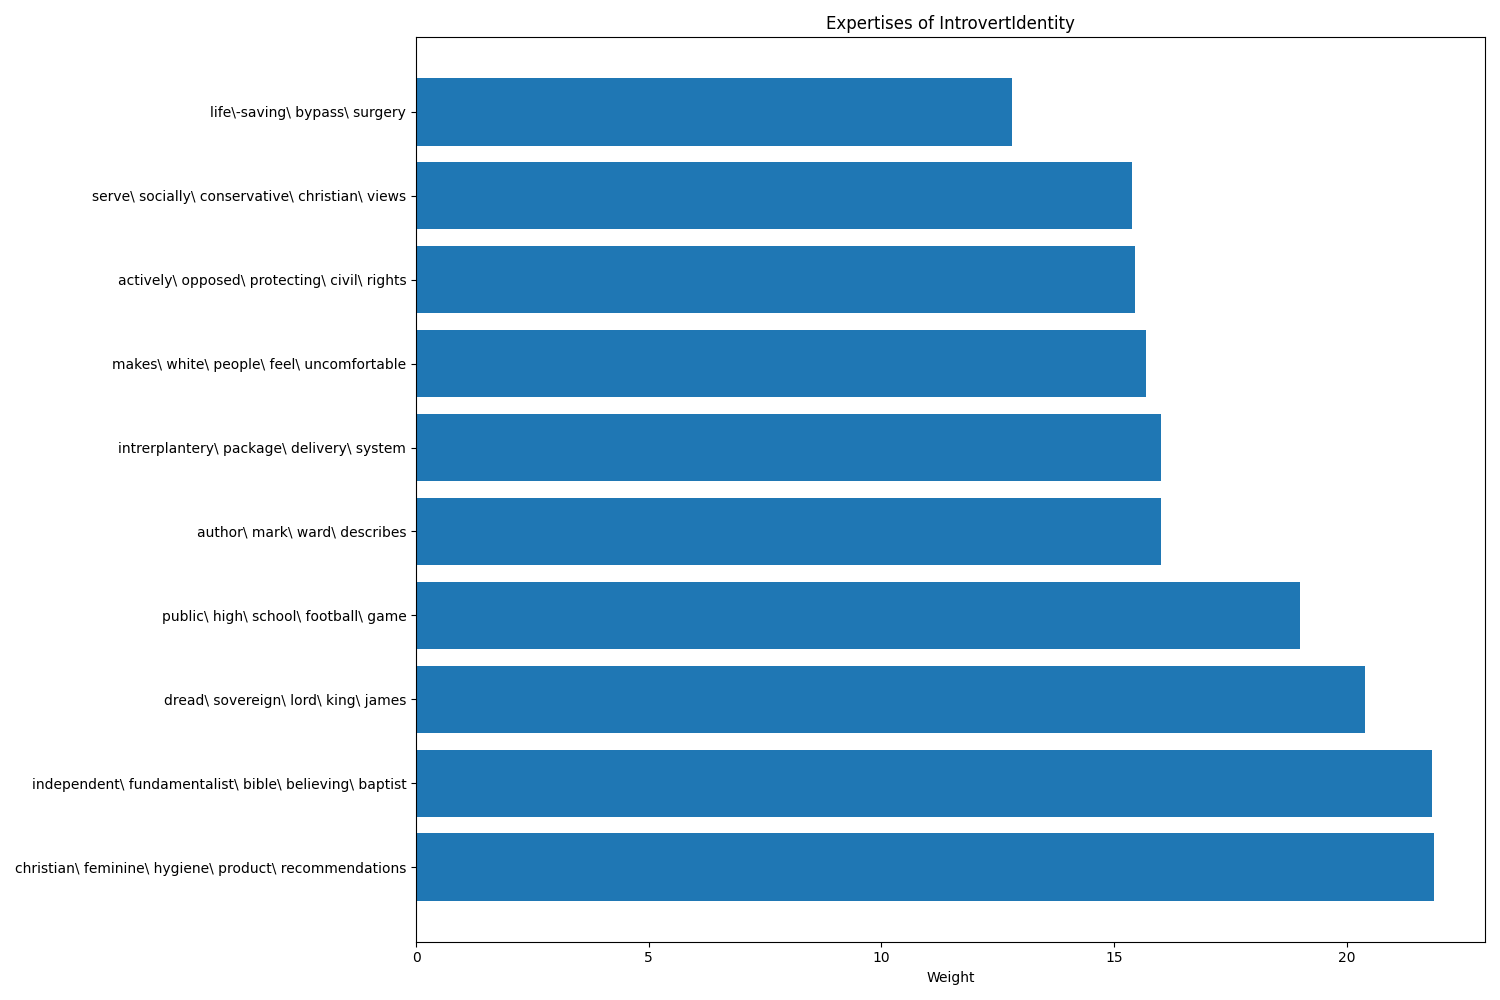 Expertises of IntrovertIdentity
life\-saving\ bypass\ surgery
serve\ socially\ conservative\ christian\ views
actively\ opposed\ protecting\ civil\ rights
makes\ white\ people\ feel\ uncomfortable
intrerplantery\ package\ delivery\ system
author\ mark\ ward\ describes
public\ high\ school\ football\ game
dread\ sovereign\ lord\ king\ james
independent\ fundamentalist\ bible\ believing\ baptist
christian\ feminine\ hygiene\ product\ recommendations
0 5 10 15 20
Weight